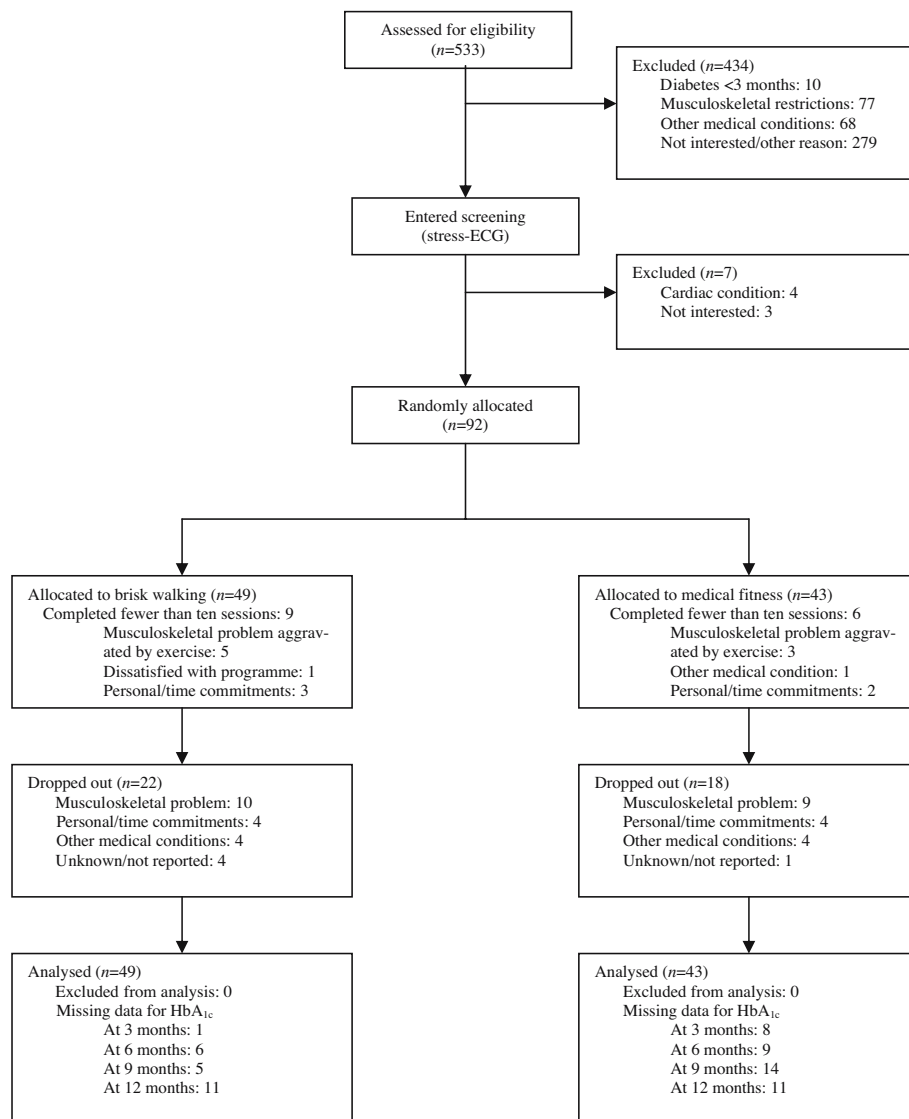 Assessed for eligibility
(n=533)
Excluded (n=434)
Diabetes <3 months: 10
Musculoskeletal restrictions: 77
Other medical conditions: 68
Not interested/other reason: 279
Entered screening
(stress-ECG)
Excluded (n=7)
Cardiac condition: 4
Not interested: 3
Randomly allocated
(n=92)
Allocated to brisk walking (n=49)
Completed fewer than ten sessions: 9
Musculoskeletal problem aggrav-
ated by exercise: 5
Dissatisfied with programme: 1
Personal/time commitments: 3
Allocated to medical fitness (n=43)
Completed fewer than ten sessions: 6
Musculoskeletal problem aggrav-
ated by exercise: 3
Other medical condition: 1
Personal/time commitments: 2
Dropped out (n=22)
Musculoskeletal problem: 10
Personal/time commitments: 4
Other medical conditions: 4
Unknown/not reported: 4
Dropped out (n=18)
Musculoskeletal problem: 9
Personal/time commitments: 4
Other medical conditions: 4
Unknown/not reported: 1
Analysed (n=49)
Excluded from analysis: 0
Missing data for HbA1c
At 3 months: 1
At 6 months: 6
At 9 months: 5
At 12 months: 11
Analysed (n=43)
Excluded from analysis: 0
Missing data for HbA1c
At 3 months: 8
At 6 months: 9
At 9 months: 14
At 12 months: 11